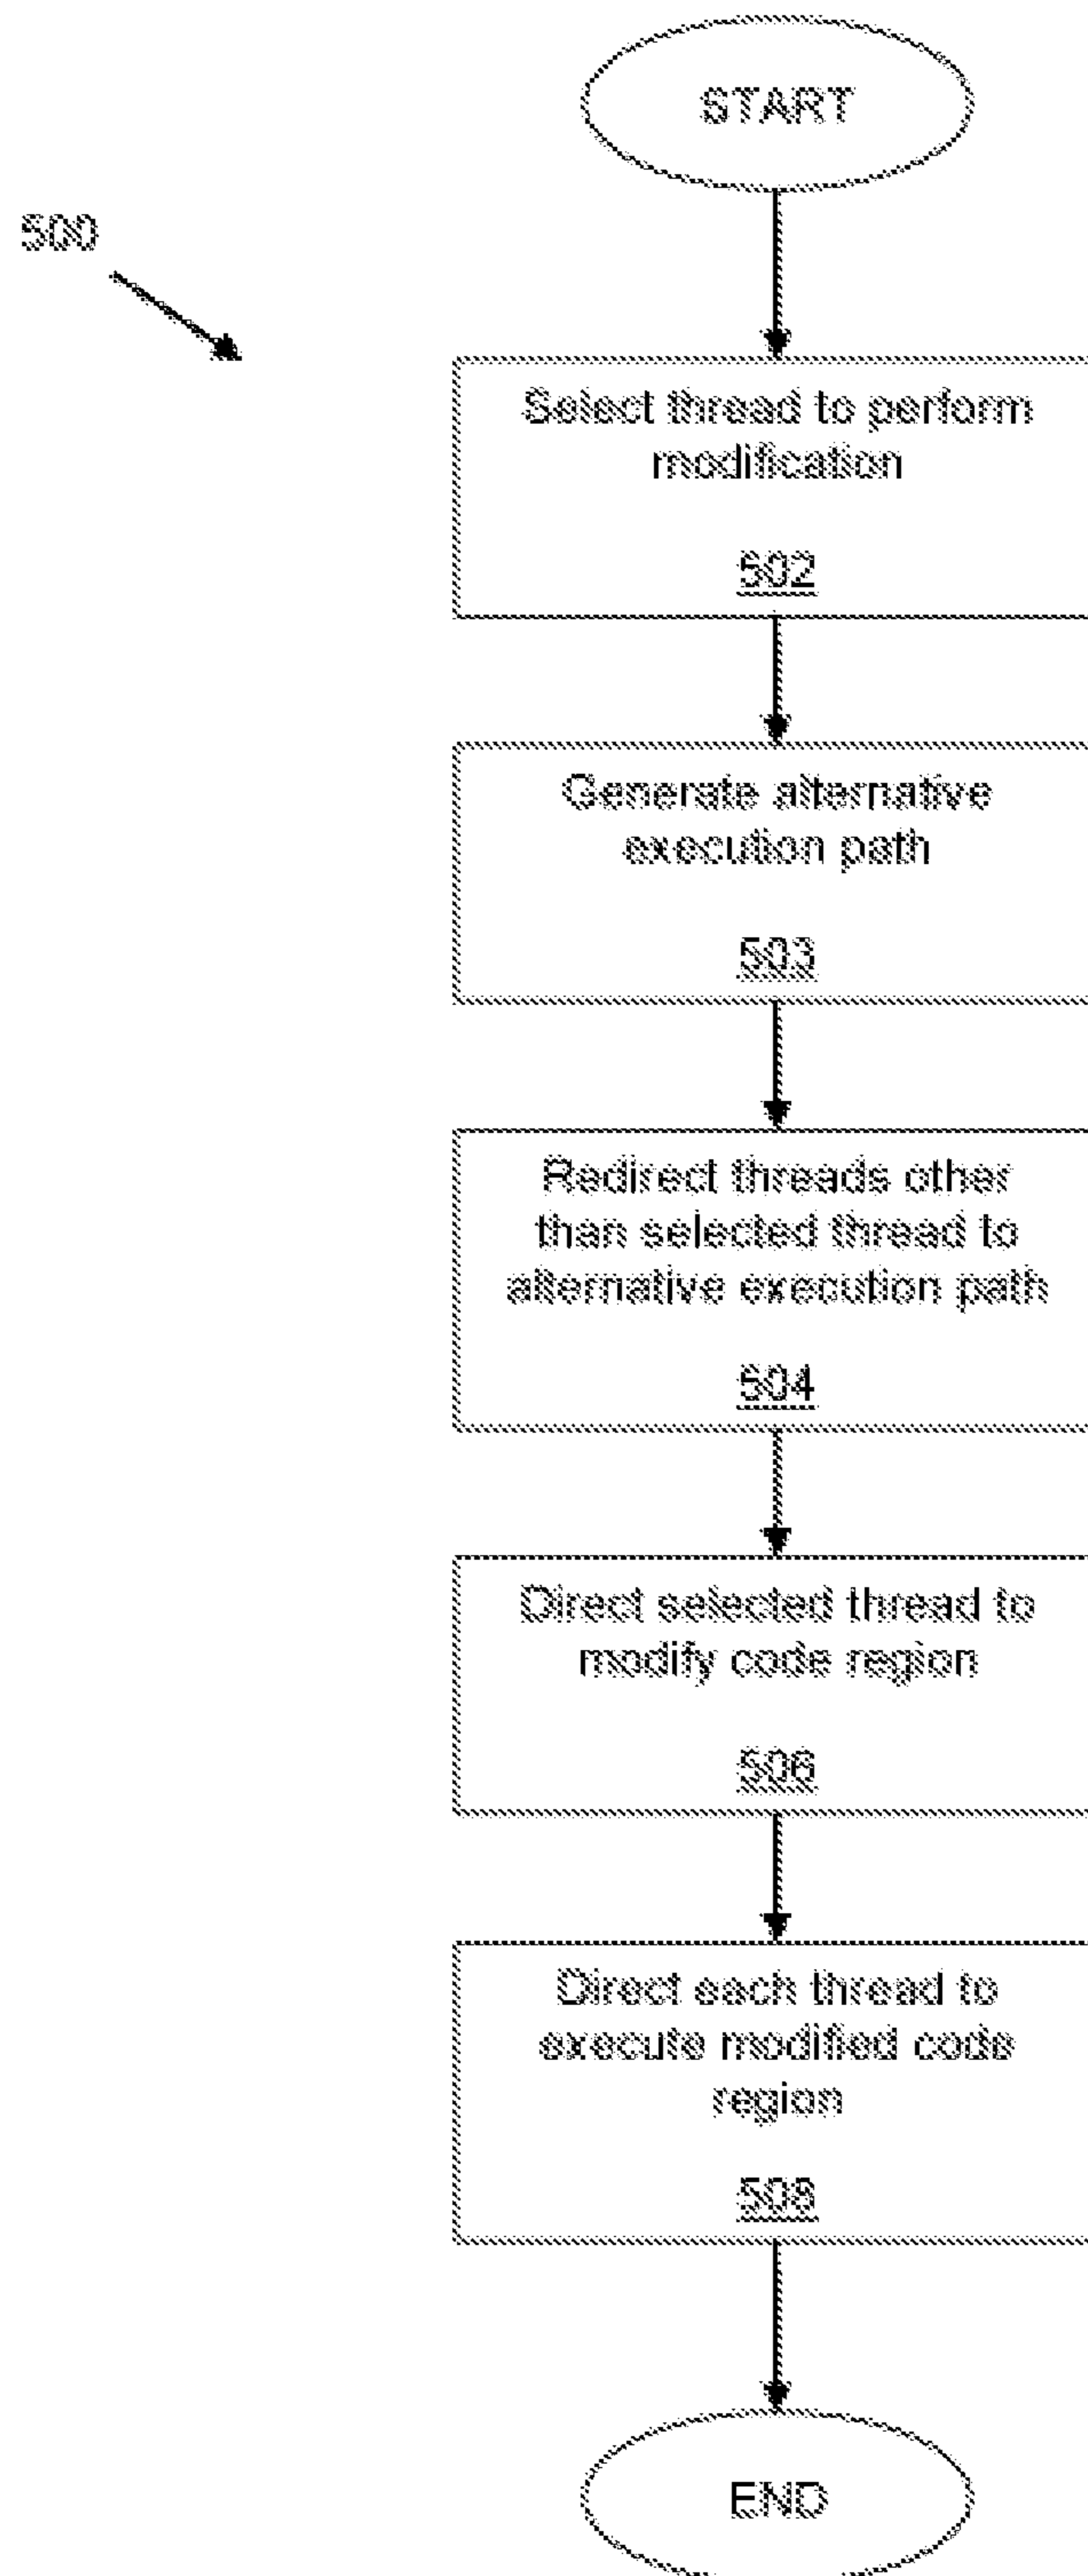 START
500
Select thread to perform
modification
502
Generate alternative
execution path
503
Redirect threads other
than selected thread to
alternative execution path
504
Direct selected thread to
modify code region
506
Direct each thread to
execute modified code
region
508
END